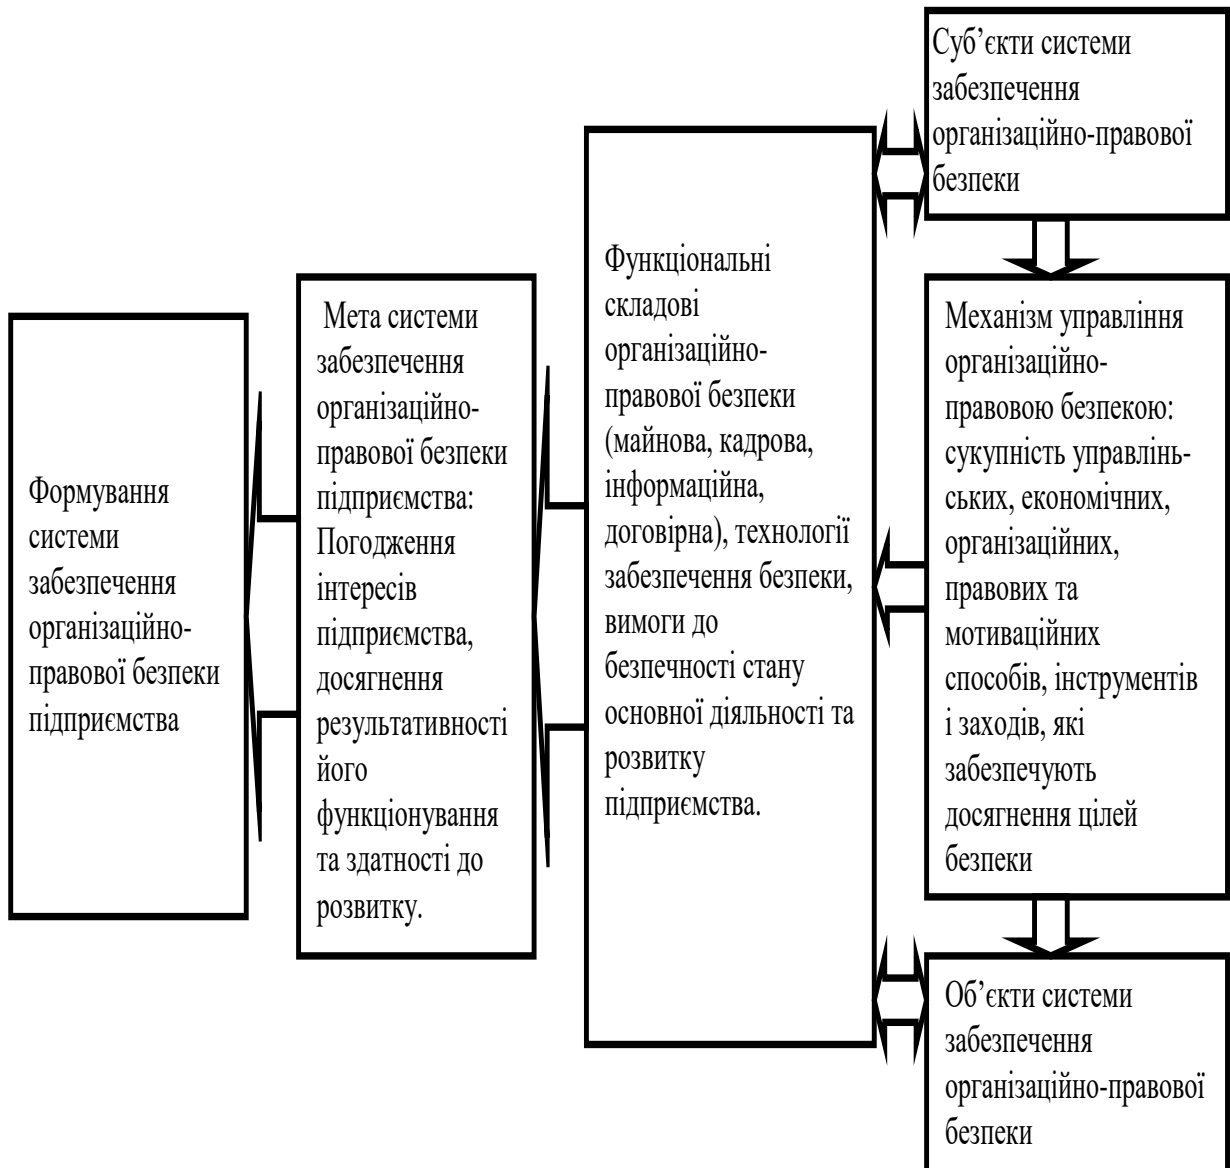 Формування
системи
забезпечення
організаційно-
правової безпеки
підприємства
Мета системи
забезпечення
організаційно-
правової безпеки
підприємства:
Погодження
інтересів
підприємства,
досягнення
результативності
його
функціонування
та здатності до
розвитку.
Функціональні
складові
організаційно-
правової безпеки
(майнова, кадрова,
інформаційна,
договірна), технології
забезпечення безпеки,
вимоги до
безпечності стану
основної діяльності та
розвитку
підприємства.
Суб’єкти системи
забезпечення
організаційно-правової
безпеки
Механізм управління
організаційно-
правовою безпекою:
сукупність управлінь-
ських, економічних,
організаційних,
правових та
мотиваційних
способів, інструментів
і заходів, які
забезпечують
досягнення цілей
безпеки
Об’єкти системи
забезпечення
організаційно-правової
безпеки